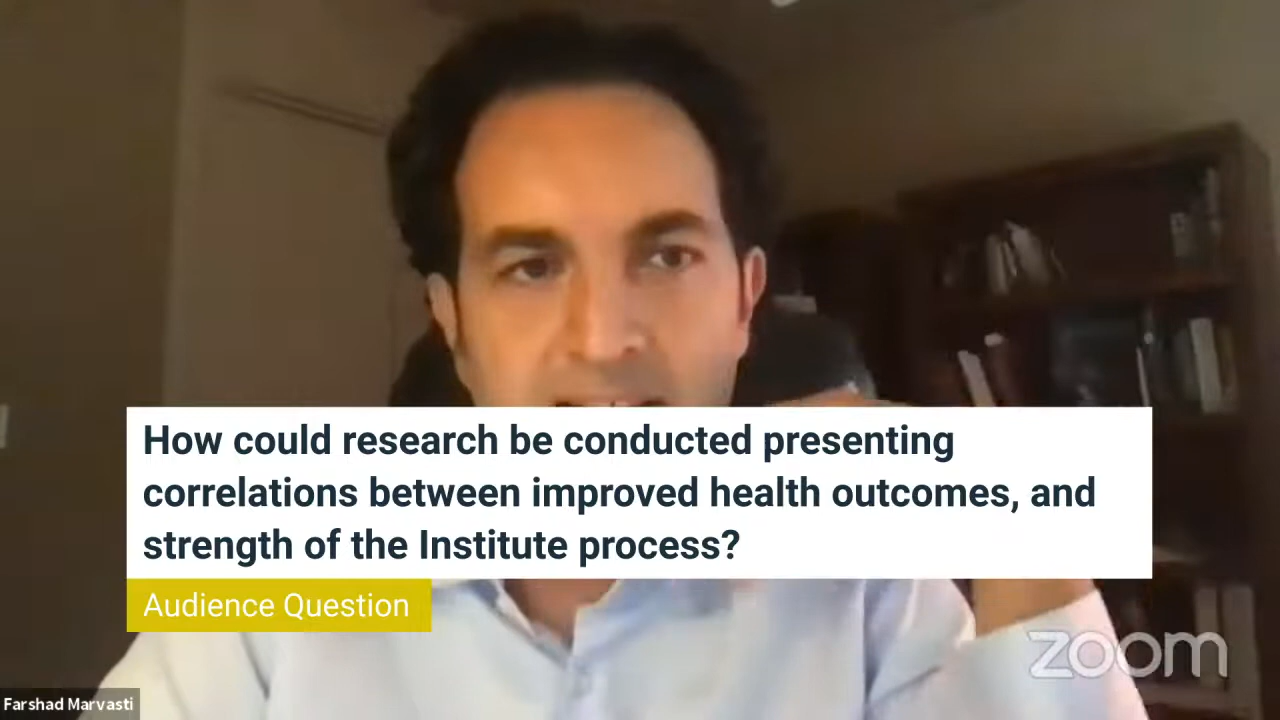 How could research be conducted presenting
correlations between improved health outcomes, and
strength of the Institute process?
Audience Question
zoom
Farshad Marvasti